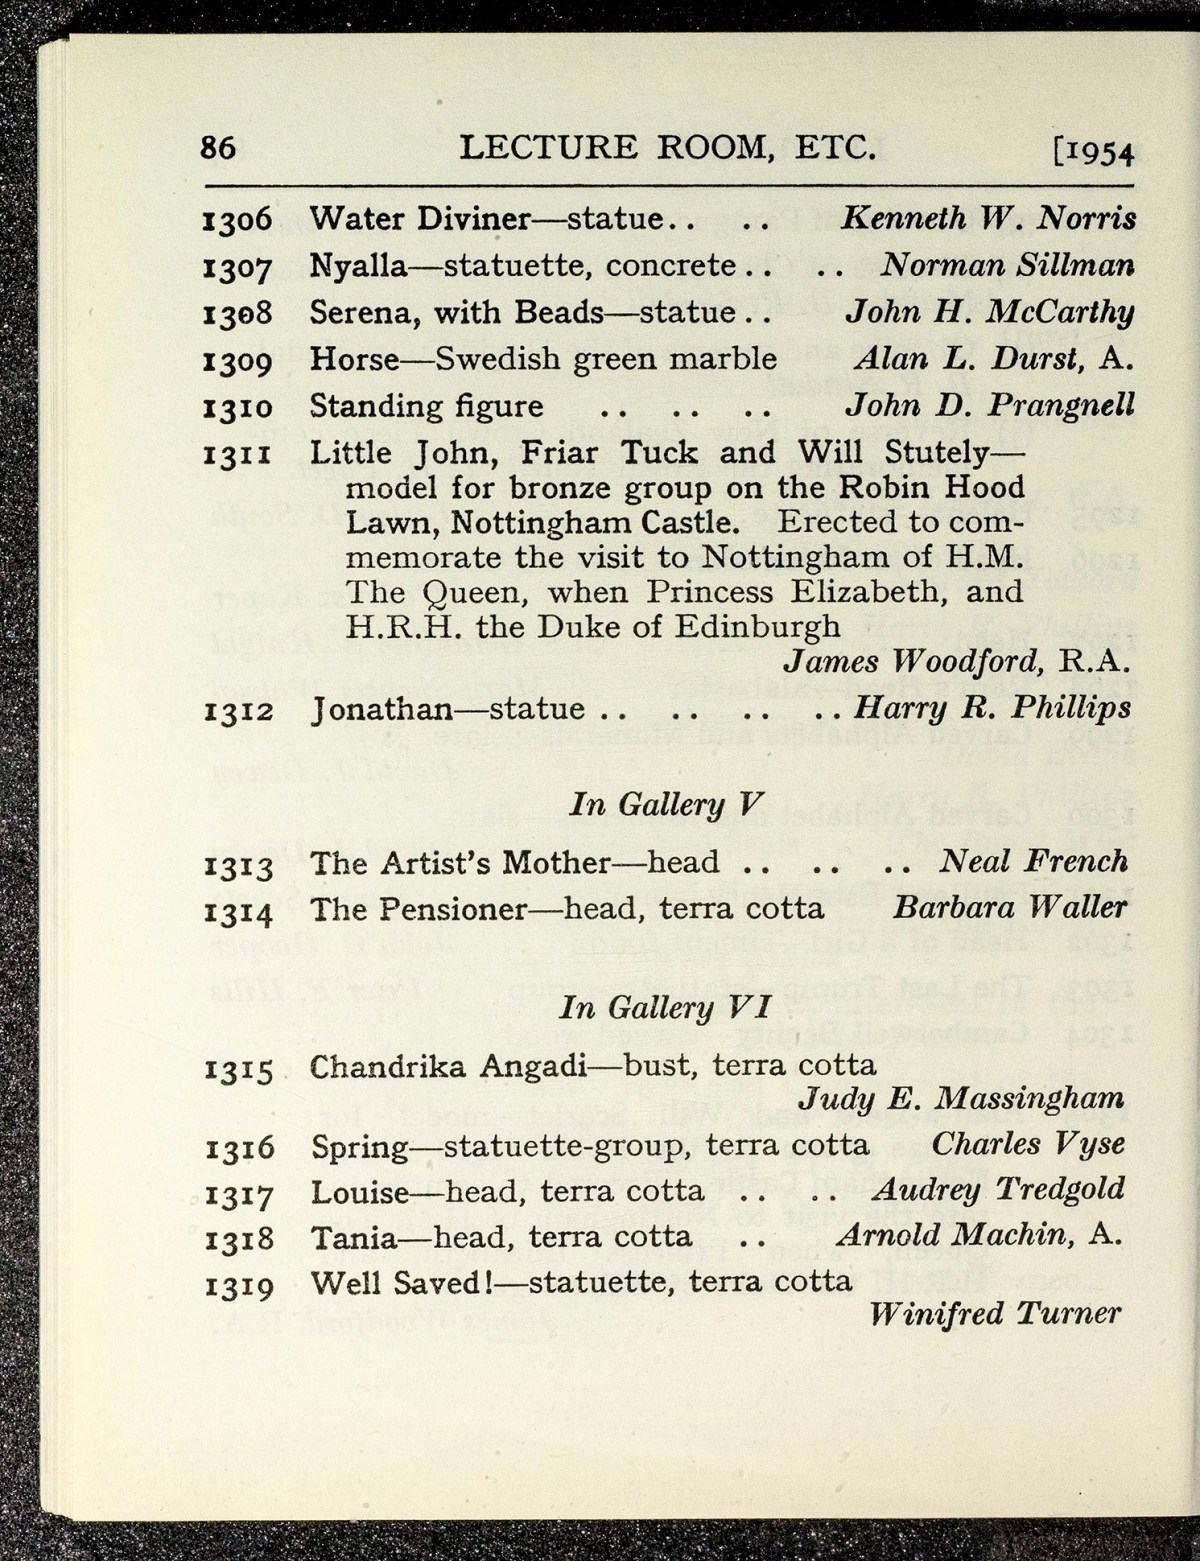 86 LECTURE ROOM, ETC. [1954
1306 Water Diviner—statue.. .. Kenneth W. Norris
1307 Nyalla—statuette, concrete .. .. Norman Sillman
1308 Serena, with Beads—statue .. John H. McCarthy
1309 Horse—Swedish green marble Alan L. Durst, A.
1310 Standing figure .. .. .. John D. Prangnell
1311 Little John, Friar Tuck and Will Stutely—
model for bronze group on the Robin Hood
Lawn, Nottingham Castle. Erected to com-
memorate the visit to Nottingham of H.M.
The Queen, when Princess Elizabeth, and
H.R.H. the Duke of Edinburgh
James Woodford, R.A.
1312 Jonathan—statue .. .. .. .. Harry R. Phillips
In Gallery V
1313 The Artist's Mother—head .. .. .. Neal French
1314 The Pensioner—head, terra cotta Barbara Waller
In Gallery VI
1315 Chandrika Angadi—bust, terra cotta
Judy E. Massingham
1316 Spring—statuette-group, terra cotta Charles Vyse
1317 Louise—head, terra cotta .. .. Audrey Tredgold
1318 Tania—head, terra cotta .. Arnold Machin, A.
1319 Well Saved!—statuette, terra cotta
Winifred Turner